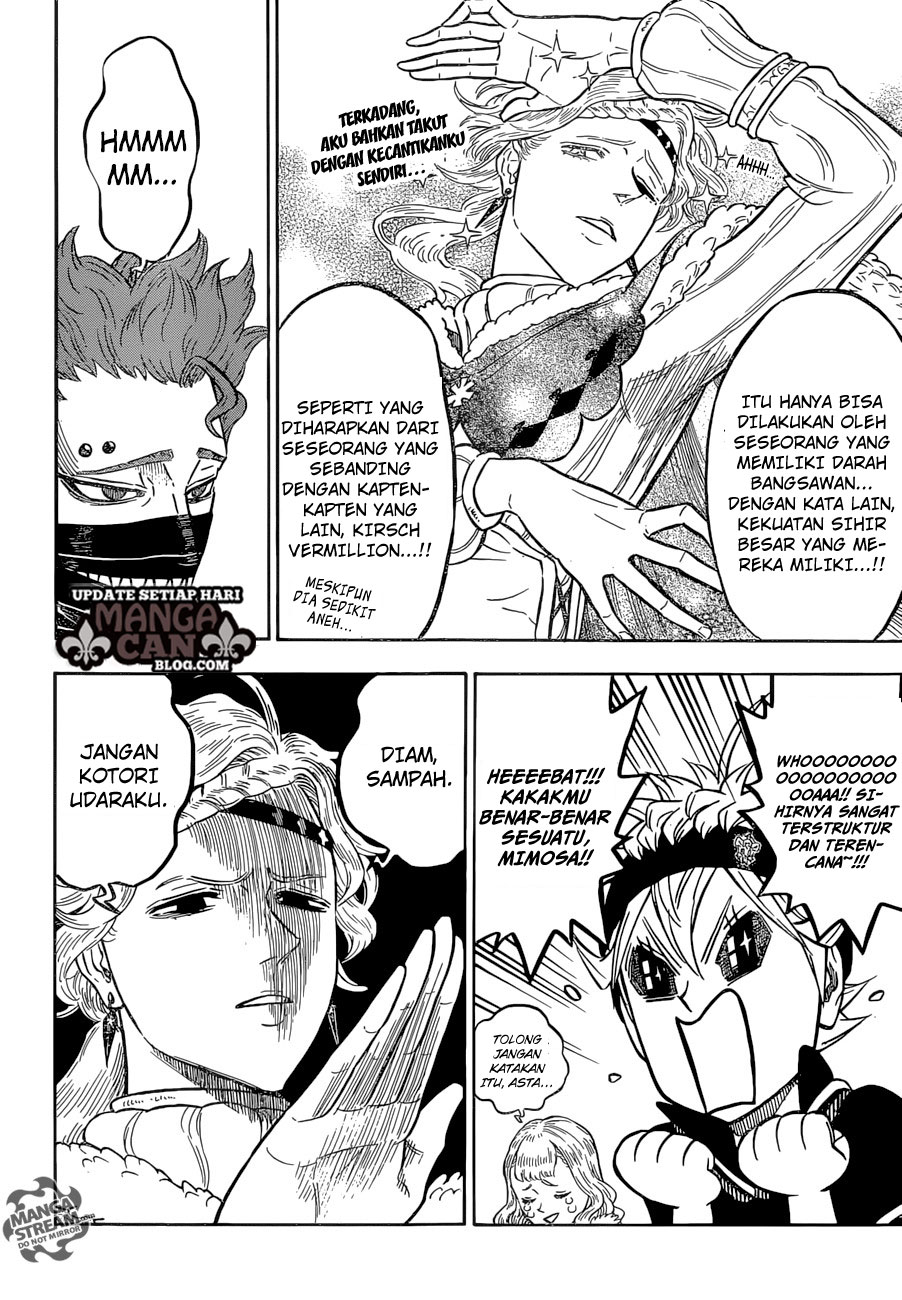 TERKADANG,
AKU BAHKAN TAKUT
DENGAN KECANTIKANKU
SENDIRI...
AHHH...
ITU HANYA BISA
DILAKUKAN OLEH
SESEORANG YANG
MEMILIKI DARAH
BANGSAWAN...
DENGAN KATA LAIN,
KEKUATAN SIHIR
BESAR YANG ME-
REKA MILIKI...!!
SEPERTI YANG
DIHARAPKAN DARI
SESEORANG YANG
SEBANDING
DENGAN KAPTEN-
KAPTEN YANG
LAIN, KIRSCH
VERMILLION...!!
MESKIPUN
DIA SEDIKIT
ANEH...
HMMM
MM...
UPDATE SETIAP HARI
MANGA
CAN
BLOG.COM
WHOOOOOOOOO
OOOOOOOOOOO
OOAAA!! SI-
HIRNYA SANGAT
TERSTRUKTUR
DAN TEREN-
CANA~!!!
HEEEEBAT!!!
KAKAKMU
BENAR-BENAR
SESUATU,
MIMOSA!!
TOLONG
JANGAN
KATAKAN
ITU, ASTA...
DIAM,
SAMPAH.
JANGAN
KOTORI
UDARAKU.
MANGA
STREAM.com
DO NOT MIRROR